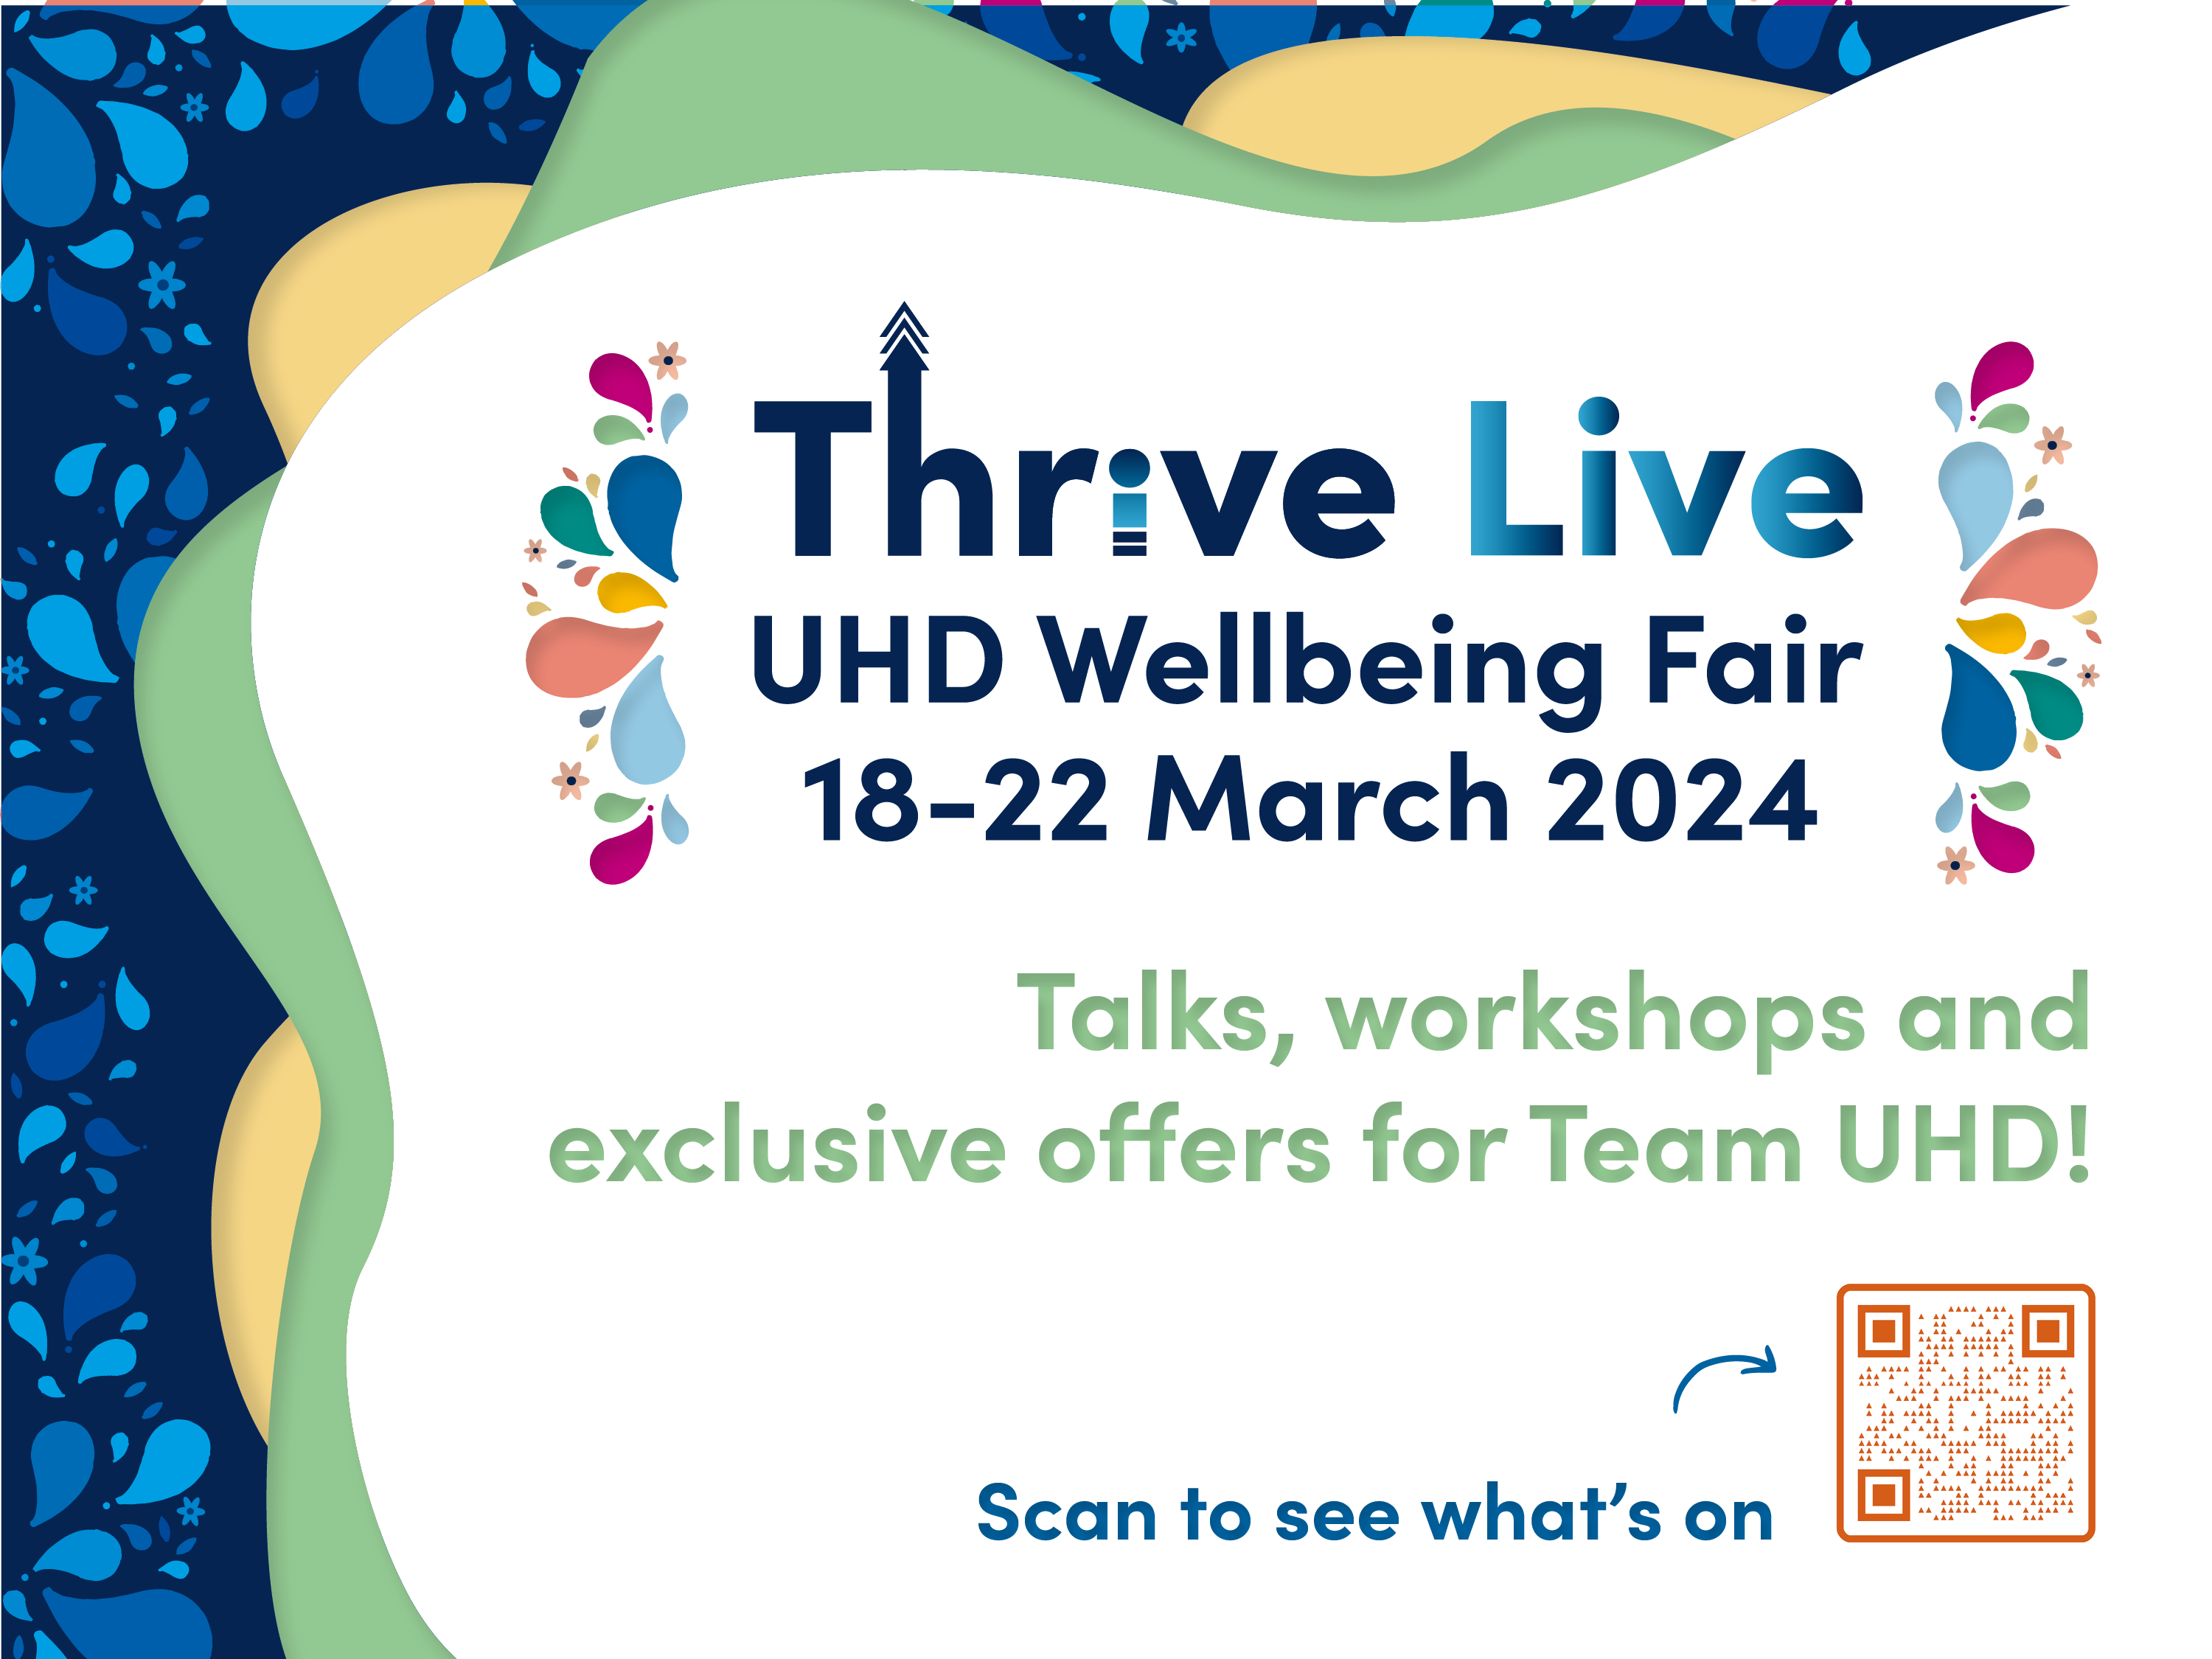 Thrive Live
UHD Wellbeing Fair
18-22 March 2024
Talks, workshops and
exclusive offers for Team UHD!
Scan to see what's on